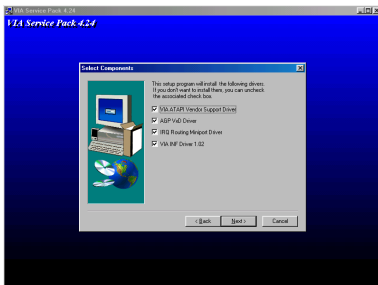 VIA Service Pack 4.24
VIA Service Pack 4.24
Select Components
This setup program will install the following drivers.
If you don't want to install them, you can uncheck
the associated check box.
VIA ATAPI Vendor Support Driver
AGP VxD Driver
IRQ Routing Miniport Driver
VIA INF Driver 1.02
< Back Next > Cancel